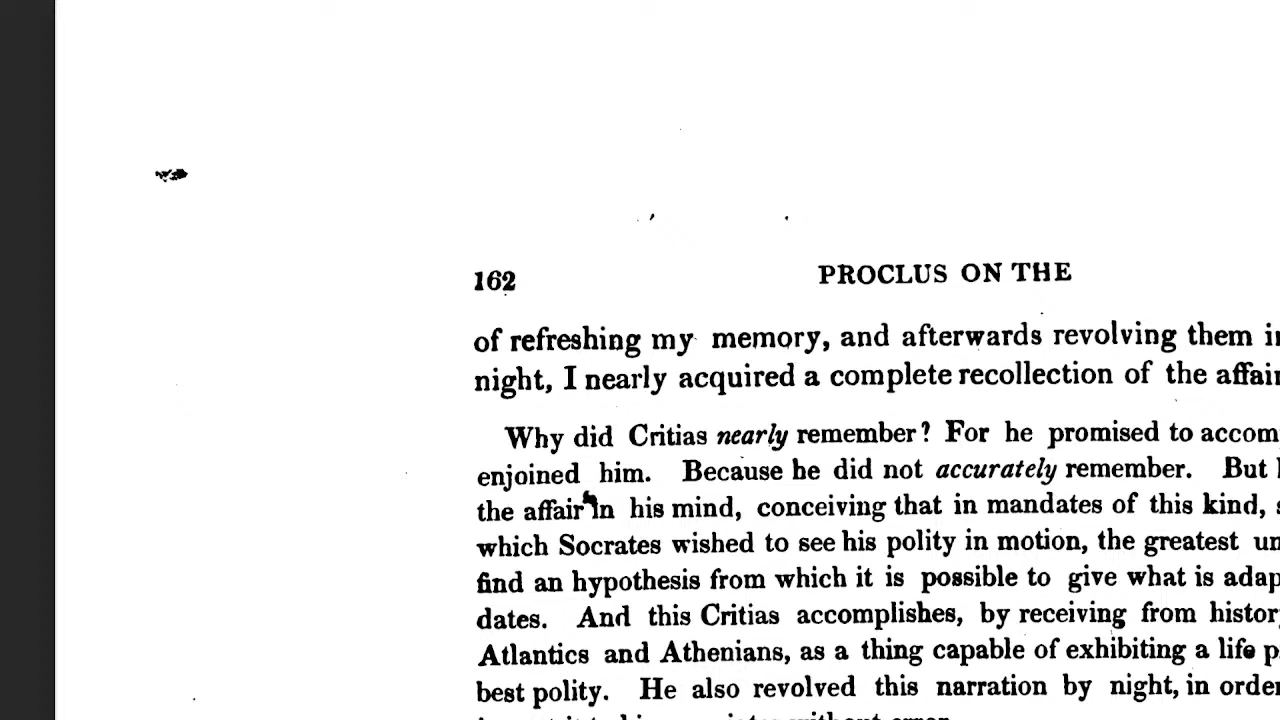 162
PROCLUS ON THE
of refreshing my memory, and afterwards revolving them
night, I nearly acquired a complete recollection of the affair
Why did Critias nearly remember? For he promised to accom
enjoined him. Because he did not accurately remember. But
the affair in his mind, conceiving that in mandates of this kind,
which Socrates wished to see his polity in motion, the greatest un
find an hypothesis from which it is possible to give what is adap
dates. And this Critias accomplishes, by receiving from histor
Atlantics and Athenians, as a thing capable of exhibiting a life
best polity. He also revolved this narration by night, in order
without error